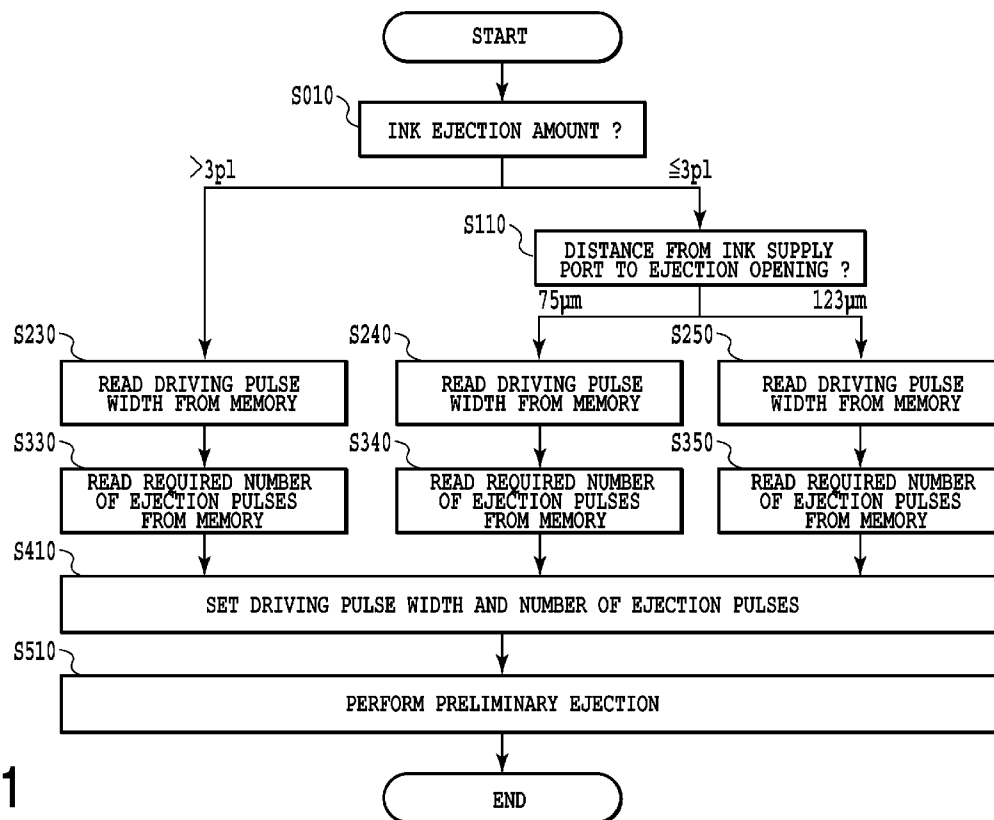 START
S010
INK EJECTION AMOUNT ?
>3pl
≦3pl
S110
DISTANCE FROM INK SUPPLY
PORT TO EJECTION OPENING ?
75μm
123μm
S230
S240
S250
READ DRIVING PULSE
WIDTH FROM MEMORY
READ DRIVING PULSE
WIDTH FROM MEMORY
READ DRIVING PULSE
WIDTH FROM MEMORY
S330
S340
S350
READ REQUIRED NUMBER
OF EJECTION PULSES
FROM MEMORY
READ REQUIRED NUMBER
OF EJECTION PULSES
FROM MEMORY
READ REQUIRED NUMBER
OF EJECTION PULSES
FROM MEMORY
S410
SET DRIVING PULSE WIDTH AND NUMBER OF EJECTION PULSES
S510
PERFORM PRELIMINARY EJECTION
END
1